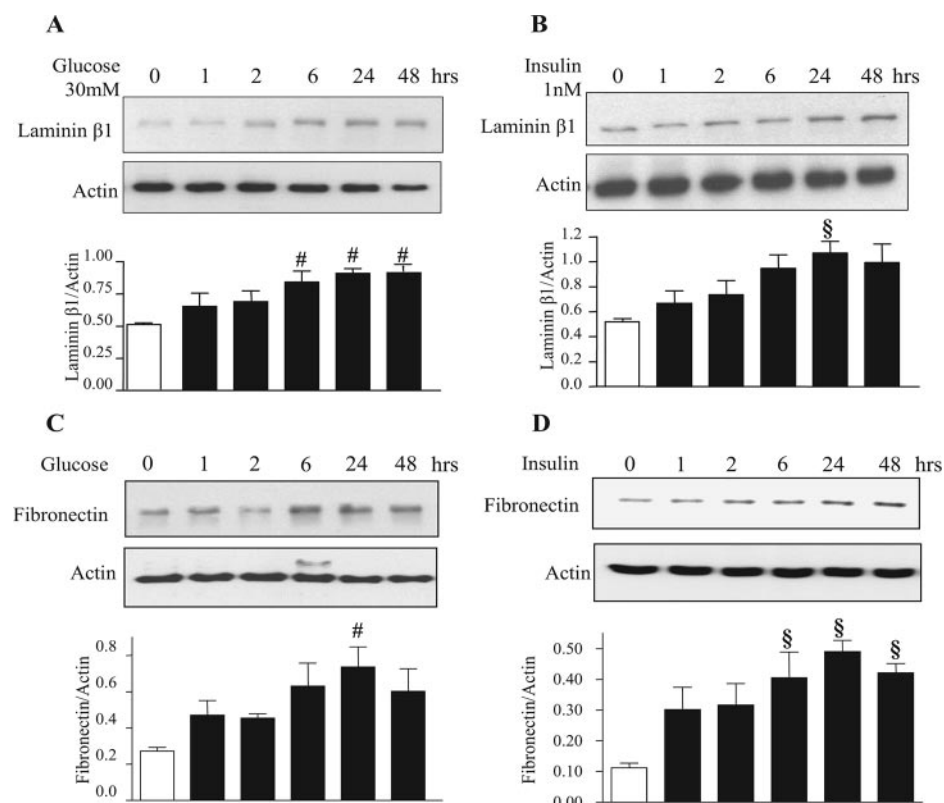 A
Glucose 30mM 0 1 2 6 24 48 hrs
Laminin β1
Actin
Laminin β1/Actin
1.00
0.75
0.50
0.25
0.00
# # #
B
Insulin 1nM 0 1 2 6 24 48 hrs
Laminin β1
Actin
Laminin β1/Actin
1.2
1.0
0.8
0.6
0.4
0.2
0.0
§
C
Glucose 0 1 2 6 24 48 hrs
Fibronectin
Actin
Fibronectin/Actin
0.8
0.6
0.4
0.2
0.0
#
D
Insulin 0 1 2 6 24 48 hrs
Fibronectin
Actin
Fibronectin/Actin
0.50
0.40
0.30
0.20
0.10
0.00
§ § §